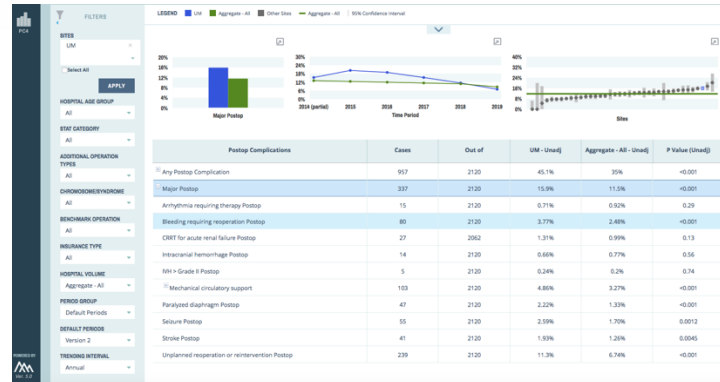 PC4
FILTERS
SITES
UM
Select All
APPLY
HOSPITAL AGE GROUP
All
STAT CATEGORY
All
ADDITIONAL OPERATION
TYPES
All
CHROMOSOME/SYNDROME
All
BENCHMARK OPERATION
All
INSURANCE TYPE
All
HOSPITAL VOLUME
Aggregate - All
PERIOD GROUP
Default Periods
DEFAULT PERIODS
Version 2
TRENDING INTERVAL
Annual
POWERED BY
LEGEND UM Aggregate - All Other Sites Aggregate - All 95% Confidence Interval
20%
16%
12%
8%
4%
0%
Major Postop
30%
24%
18%
12%
6%
0%
2014 (partial) 2015 2016 2017 2018 2019
Time Period
40%
32%
24%
16%
8%
0%
Sites
Postop Complications Cases Out of UM - Unadj Aggregate - All - Unadj P Value (Unadj)
Any Postop Complication 957 2120 45.1% 35% <0.001
Major Postop 337 2120 15.9% 11.5% <0.001
Arrhythmia requiring therapy Postop 15 2120 0.71% 0.92% 0.29
Bleeding requiring reoperation Postop 80 2120 3.77% 2.48% <0.001
CRRT for acute renal failure Postop 27 2062 1.31% 0.99% 0.13
Intracranial hemorrhage Postop 14 2120 0.66% 0.77% 0.56
IVH > Grade II Postop 5 2120 0.24% 0.2% 0.74
Mechanical circulatory support 103 2120 4.86% 3.27% <0.001
Paralyzed diaphragm Postop 47 2120 2.22% 1.33% <0.001
Seizure Postop 55 2120 2.59% 1.70% 0.0012
Stroke Postop 41 2120 1.93% 1.26% 0.0045
Unplanned reoperation or reintervention Postop 239 2120 11.3% 6.74% <0.001